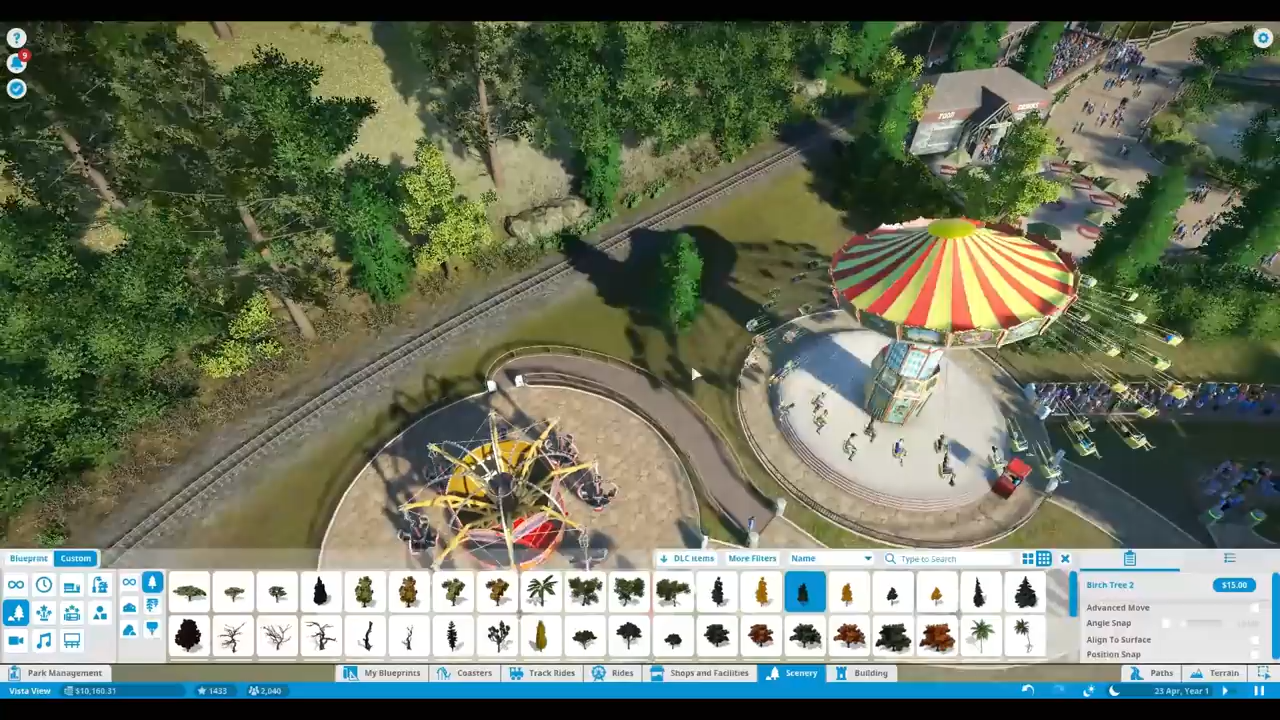 ?
9
FOOD
Blueprint
Custom
DLC Items
More Filters
Name
Type to Search
Birch Tree 2
$15.00
Advanced Move
Angle Snap
Align To Surface
Position Snap
Park Management
My Blueprints
Coasters
Track Rides
Rides
Shops and Facilities
Scenery
Building
Paths
Terrain
Vista View
$10,160.31
1433
2,040
23 Apr, Year 1